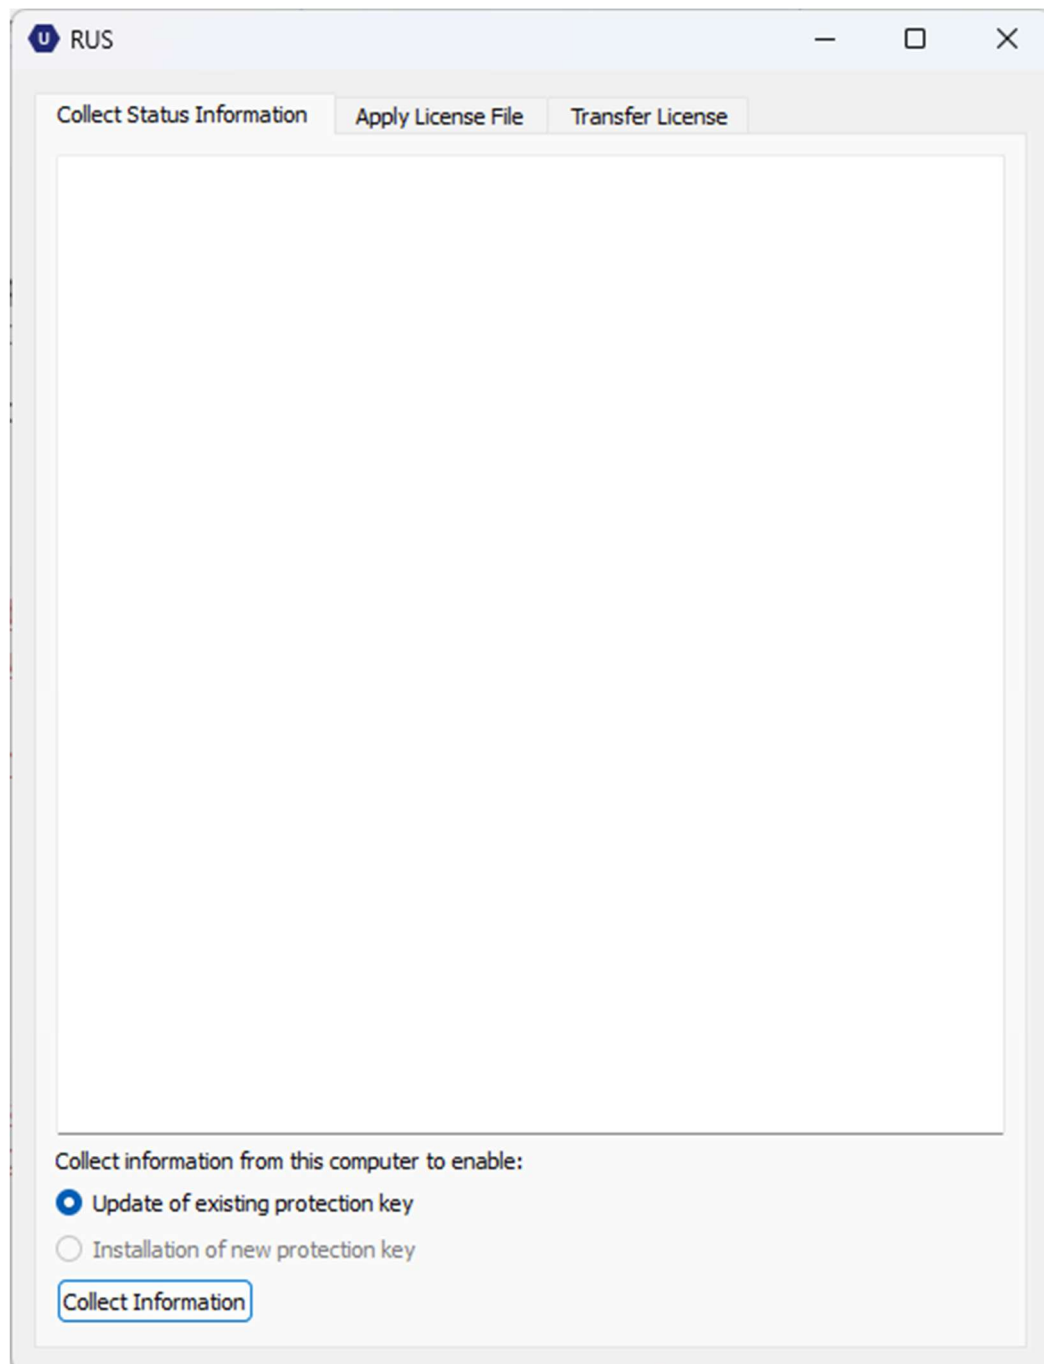 U RUS
Collect Status Information Apply License File Transfer License
Collect information from this computer to enable:
Update of existing protection key
Installation of new protection key
Collect Information